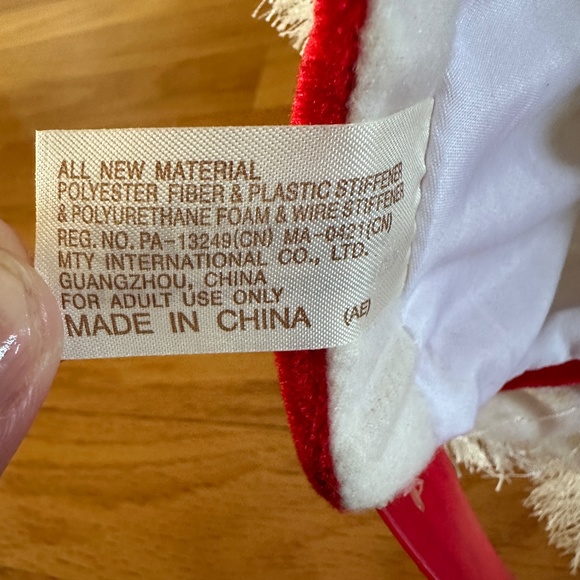 ALL NEW MATERIAL
POLYESTER FIBER & PLASTIC STIFFENER
& POLYURETHANE FOAM & WIRE STIFFENER
REG. NO. PA-13249(CN) MA-0421(CN)
MTY INTERNATIONAL CO., LTD.
GUANGZHOU, CHINA
FOR ADULT USE ONLY
MADE IN CHINA (AE)